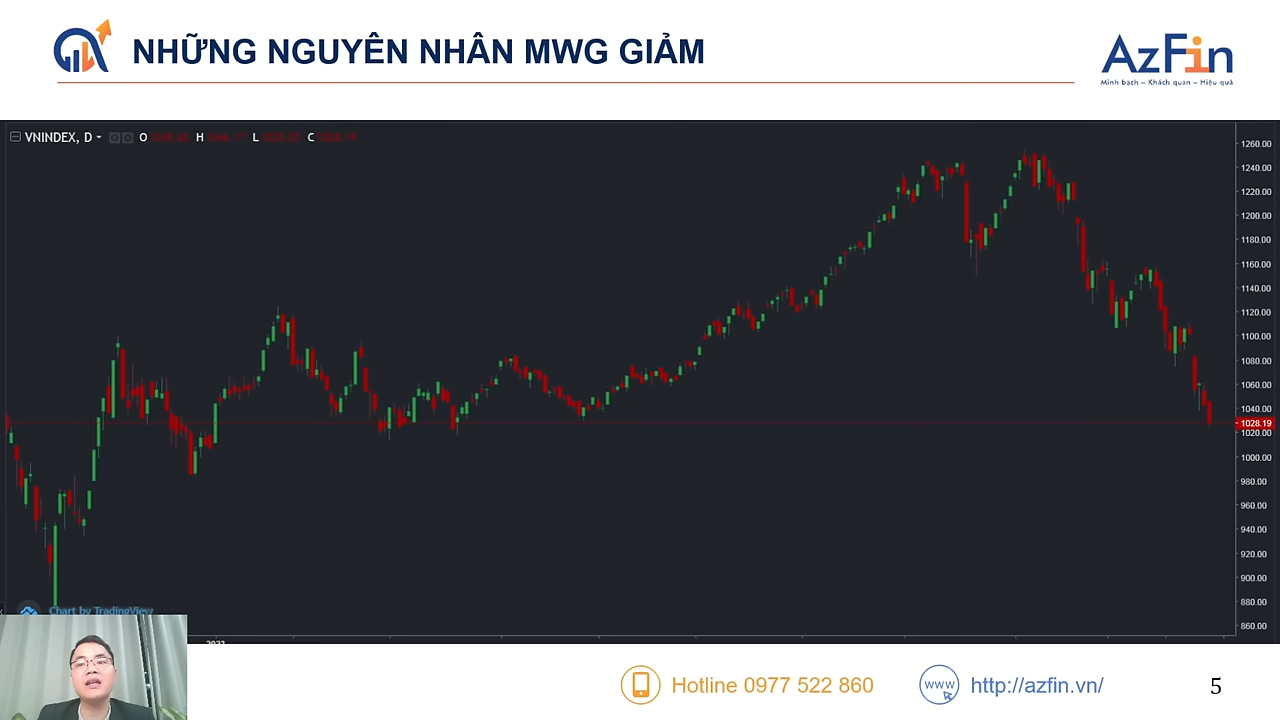 NHỮNG NGUYÊN NHÂN MWG GIẢM
AzFin
Minh bạch – Khách quan – Hiệu quả
VNINDEX, D O H L C
1260.00
1240.00
1220.00
1200.00
1180.00
1160.00
1140.00
1120.00
1100.00
1080.00
1060.00
1040.00
1028.19
1020.00
1000.00
980.00
960.00
940.00
920.00
900.00
880.00
860.00
Chart by TradingView
Hotline 0977 522 860
www
http://azfin.vn/
5